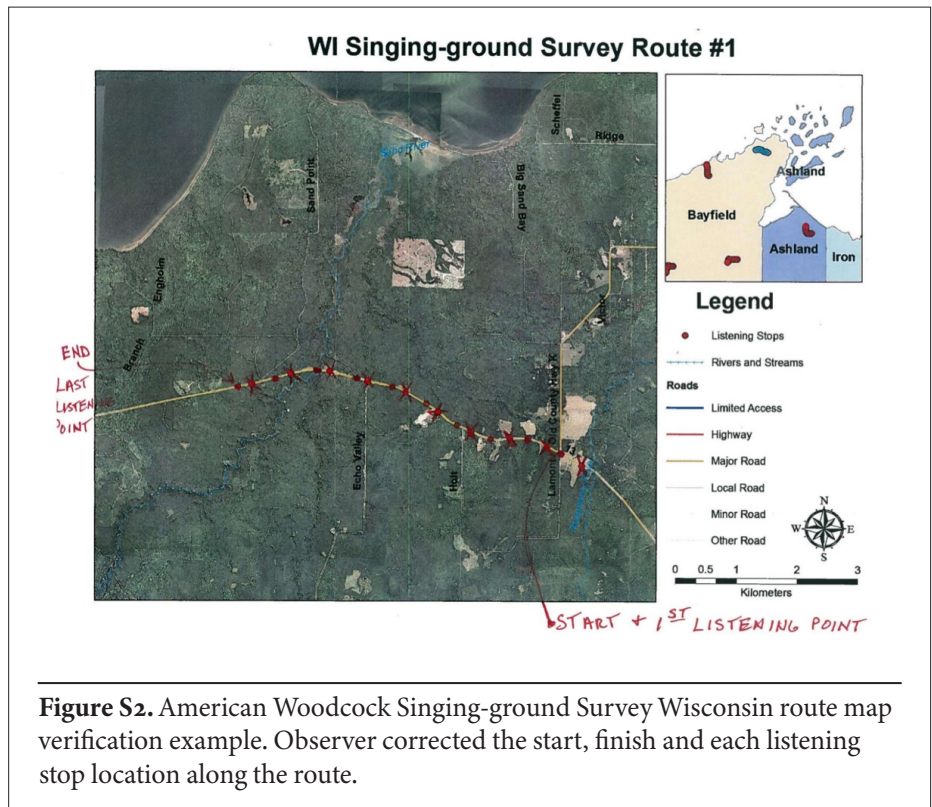 WI Singing-ground Survey Route #1
Scheffel
Ridge
Sand River
Sand Point
Big Sand Bay
Engholm
Minor
Branch
END
LAST
LISTENING
POINT
Old County Hwy K
Echo Valley
Holt
13
START + 1ST LISTENING POINT
Ashland
Bayfield
Ashland
Iron
Legend
Listening Stops
Rivers and Streams
Roads
Limited Access
Highway
Major Road
Local Road
Minor Road
Other Road
N
W E
S
0 0.5 1 2 3
Kilometers
Figure S2. American Woodcock Singing-ground Survey Wisconsin route map
verification example. Observer corrected the start, finish and each listening
stop location along the route.